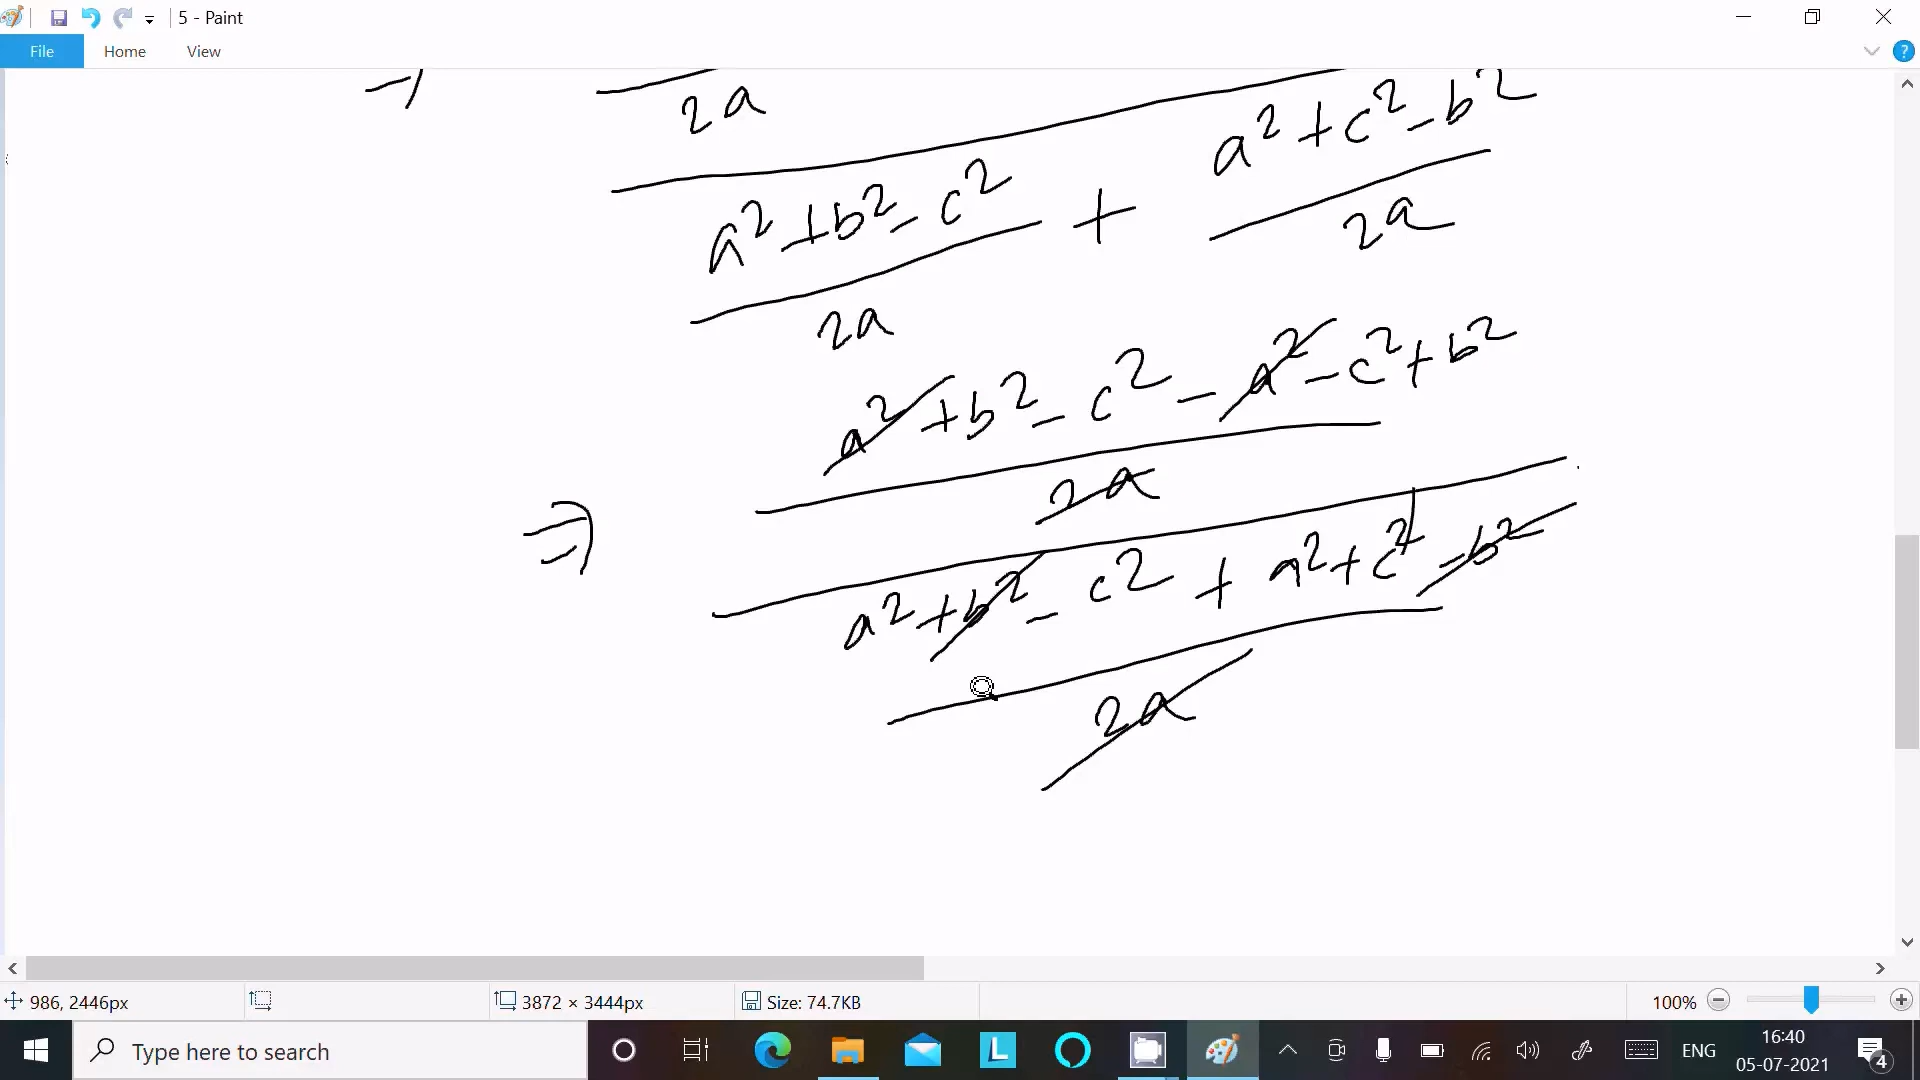 5 - Paint
File Home View
⇒ 2a
a² + c² - b²
a² + b² - c² + 2a
2a
a² + b² - c² - a² - c² + b²
2a
⇒
a² + b² - c² + a² + c² - b²
2a
986, 2446px 3872 × 3444px Size: 74.7KB 100%
Type here to search L ENG 16:40
05-07-2021 4